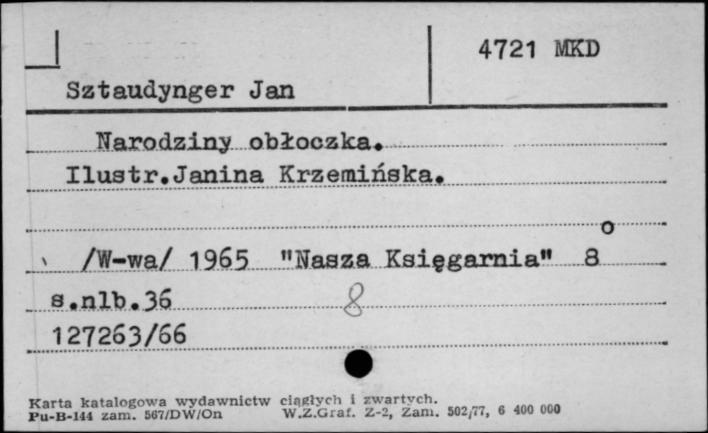 4721 MKD
Sztaudynger Jan
Narodziny obłoczka.
Ilustr.Janina Krzemińska.
/W-wa/ 1965 "Nasza Księgarnia" 8°
s.nlb.36 8
127263/66
Karta katalogowa wydawnictw ciągłych i zwartych.
Pu-B-144 zam. 567/DW/On W.Z.Graf. Z-2, Zam. 502/77, 6 400 000